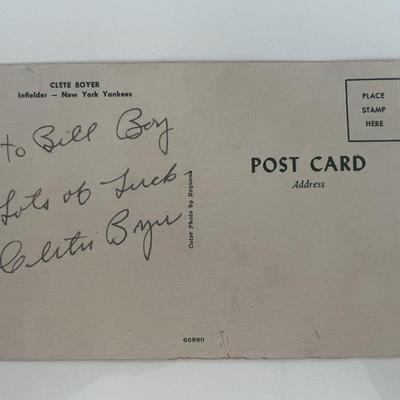 CLETE BOYER
Infielder — New York Yankees
To Bill Boy
Lots of Luck
Cletis Boyer
Color Photo by Requena
POST CARD
Address
PLACE
STAMP
HERE
66880